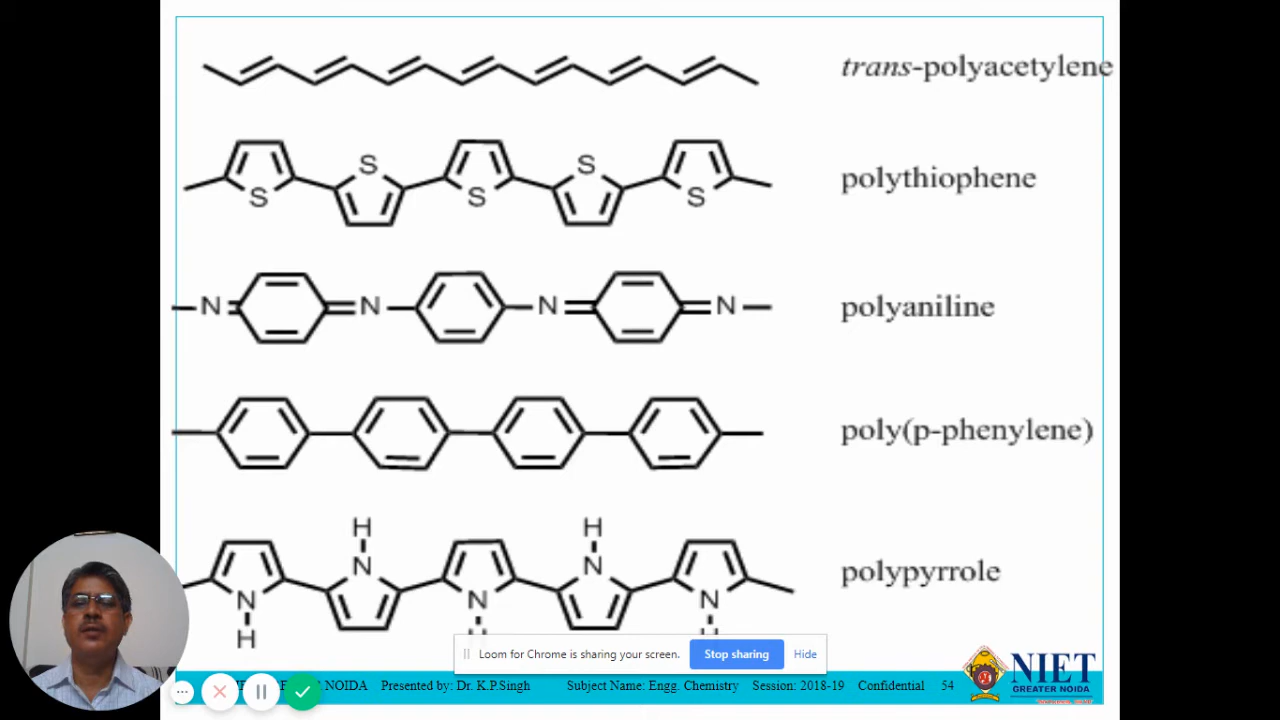 trans-polyacetylene
S S S S S
polythiophene
N N N N
polyaniline
poly(p-phenylene)
H H
N N N N N
H H H
polypyrrole
Loom for Chrome is sharing your screen. Stop sharing Hide
NOIDA Presented by: Dr. K.P.Singh Subject Name: Engg. Chemistry Session: 2018-19 Confidential 54
NIET
GREATER NOIDA